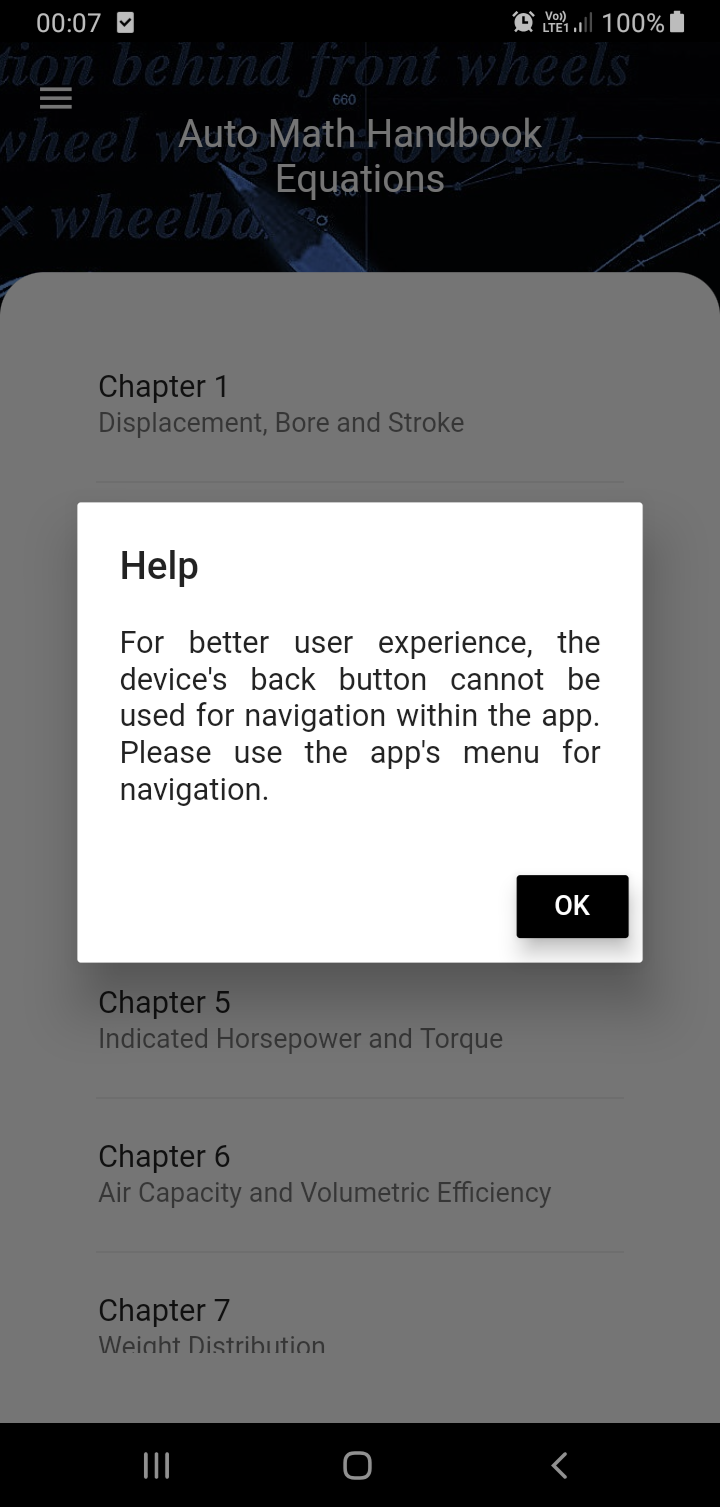 00:07
Vo)) LTE1 100%
tion behind front wheels
660
wheel weight ÷ overall
Auto Math Handbook
Equations
× wheelba
Chapter 1
Displacement, Bore and Stroke
Help
For better user experience, the
device's back button cannot be
used for navigation within the app.
Please use the app's menu for
navigation.
OK
Chapter 5
Indicated Horsepower and Torque
Chapter 6
Air Capacity and Volumetric Efficiency
Chapter 7
Weight Distribution